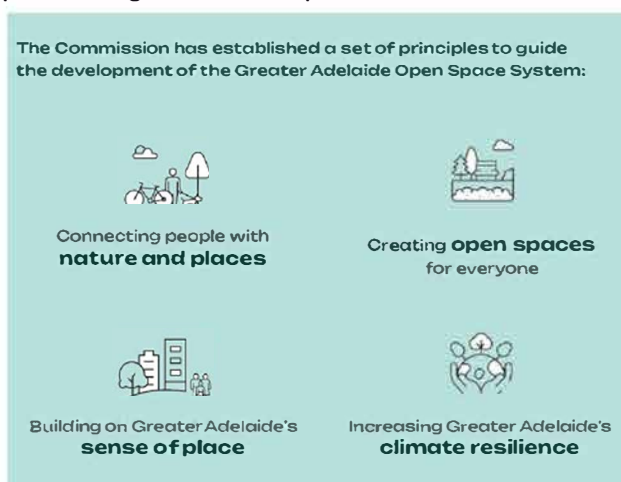 The Commission has established a set of principles to guide
the development of the Greater Adelaide Open Space System:
Connecting people with
nature and places
Creating open spaces
for everyone
Building on Greater Adelaide's
sense of place
Increasing Greater Adelaide's
climate resilience